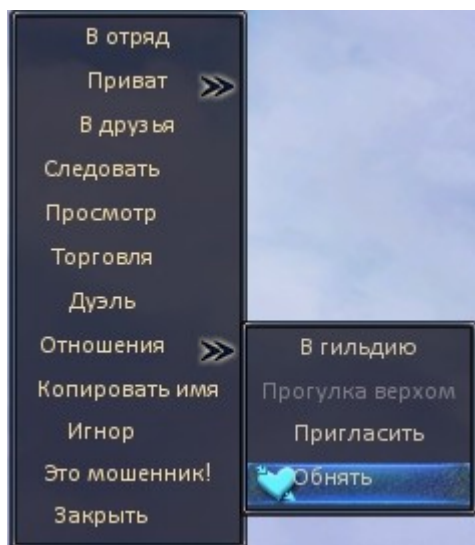 В отряд
Приват
В друзья
Следовать
Просмотр
Торговля
Дуэль
Отношения
Копировать имя
Игнор
Это мошенник!
Закрыть
В гильдию
Прогулка верхом
Пригласить
Обнять